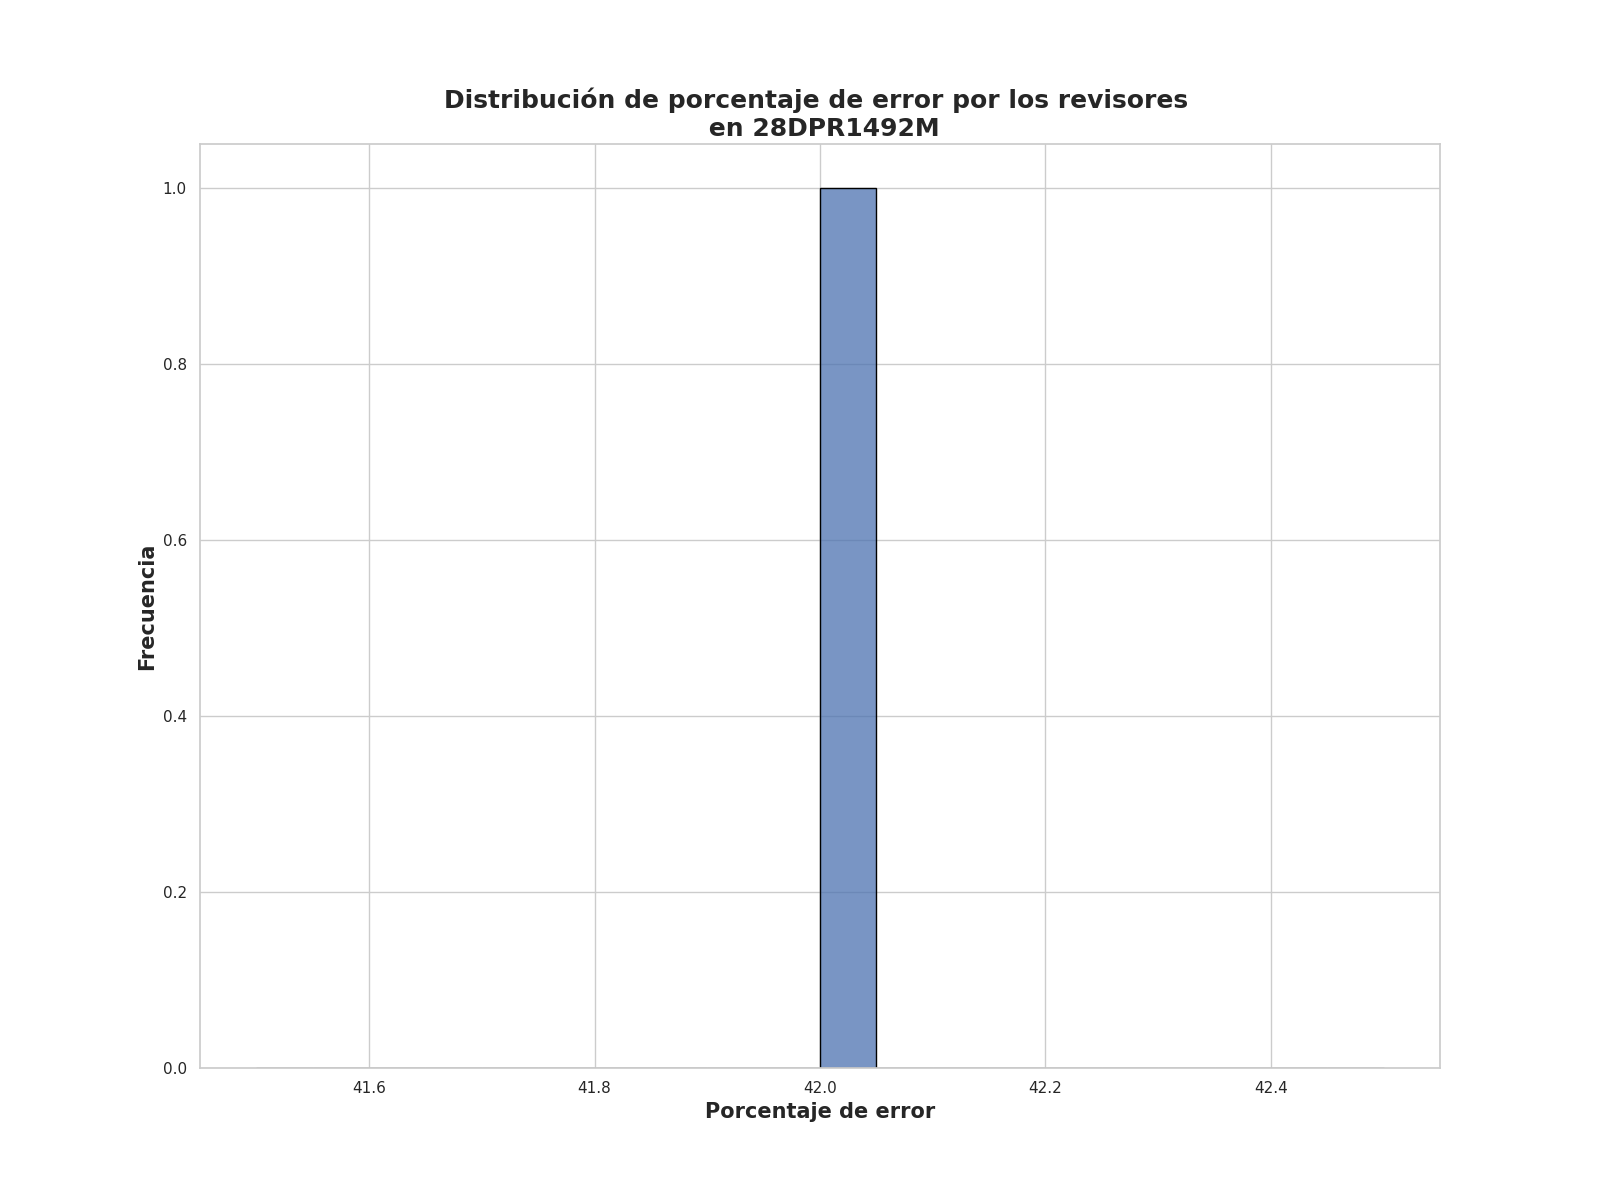 Distribución de porcentaje de error por los revisores
en 28DPR1492M
1.0
0.8
0.6
0.4
0.2
0.0
Frecuencia
41.6 41.8 42.0 42.2 42.4
Porcentaje de error